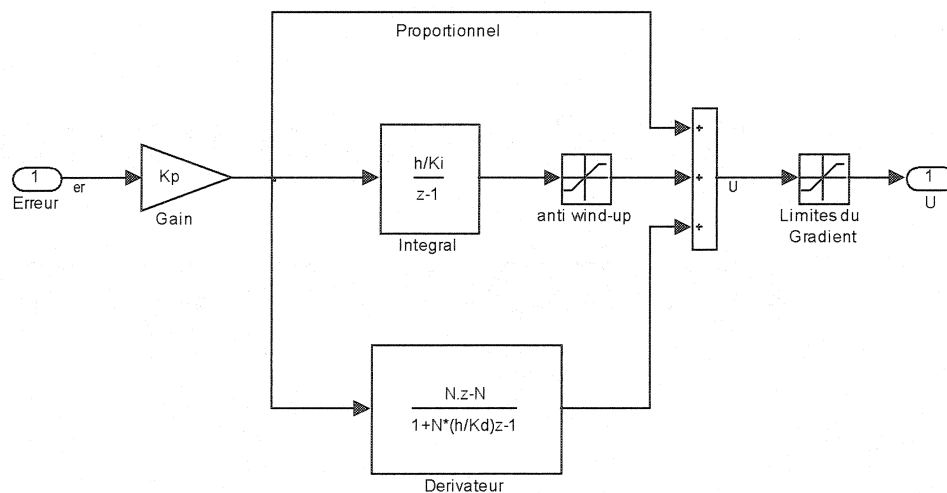 Proportionnel
1
er
Erreur
Kp
Gain
h/Ki
z-1
Integral
anti wind-up
+
+
+
U
Limites du
Gradient
1
U
N.z-N
1+N*(h/Kd)z-1
Derivateur